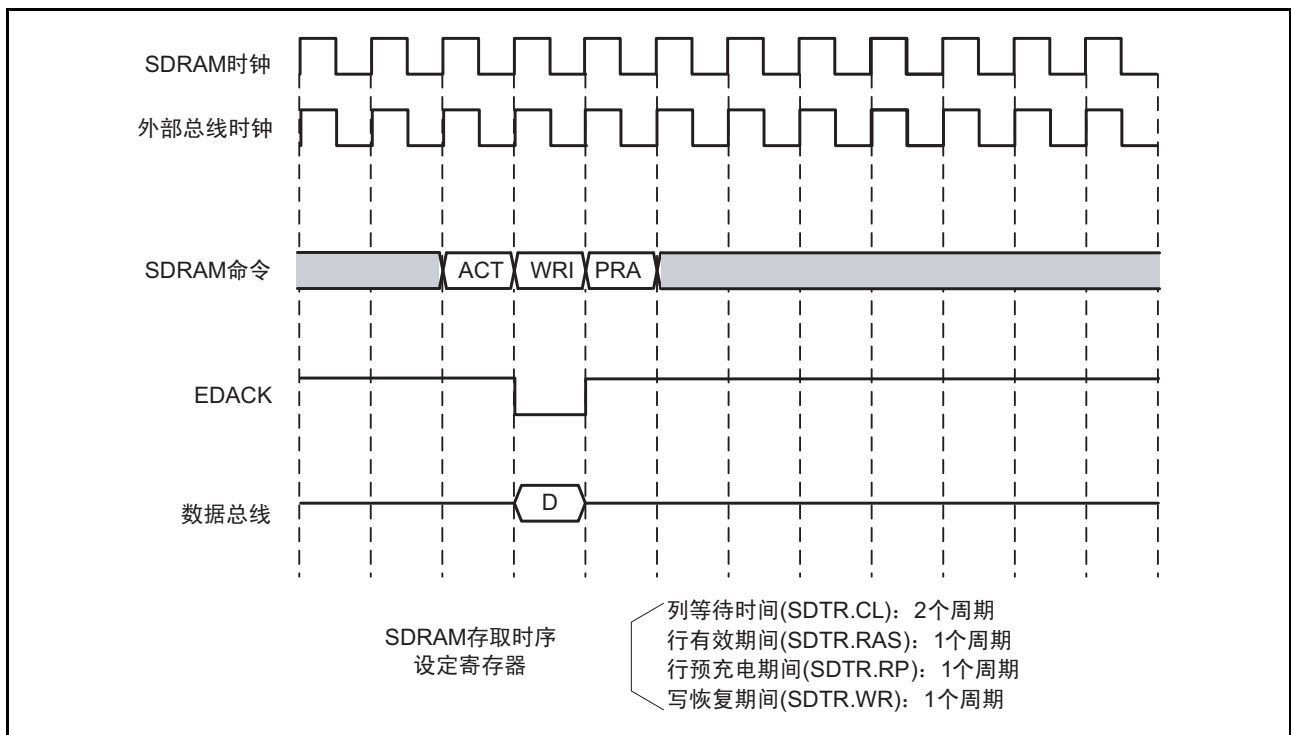 SDRAM时钟
外部总线时钟
SDRAM命令
ACT WRI PRA
EDACK
数据总线
D
SDRAM存取时序
设定寄存器
列等待时间(SDTR.CL)：2个周期
行有效期间(SDTR.RAS)：1个周期
行预充电期间(SDTR.RP)：1个周期
写恢复期间(SDTR.WR)：1个周期